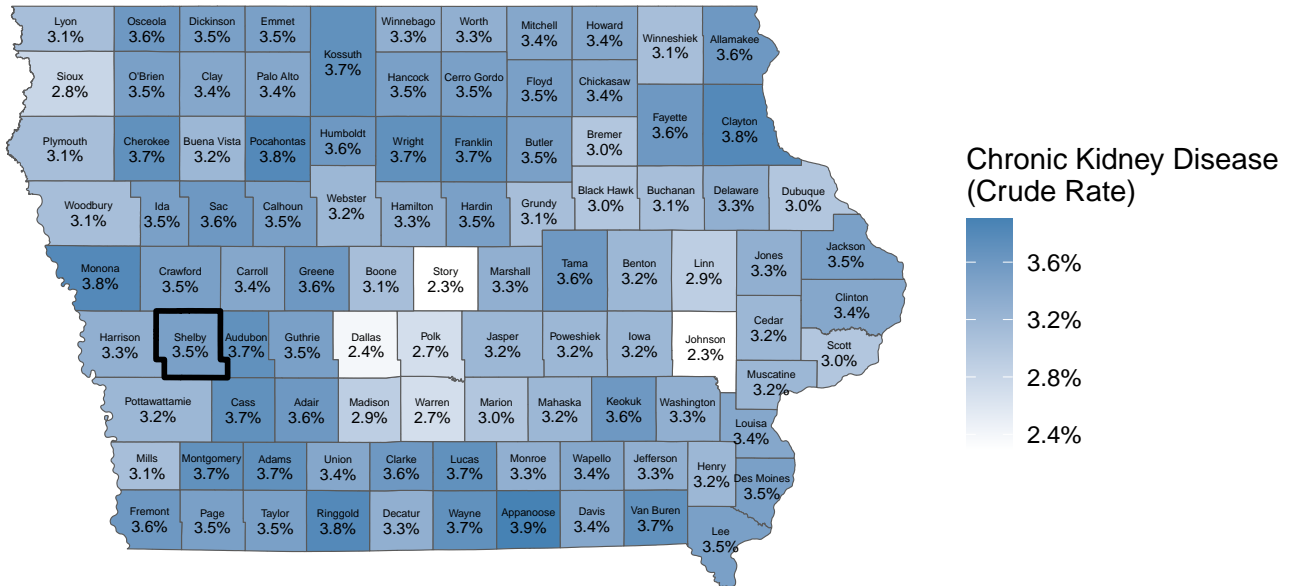 Lyon
3.1%
Osceola
3.6%
Dickinson
3.5%
Emmet
3.5%
Kossuth
3.7%
Winnebago
3.3%
Worth
3.3%
Mitchell
3.4%
Howard
3.4%
Winneshiek
3.1%
Allamakee
3.6%
Sioux
2.8%
O'Brien
3.5%
Clay
3.4%
Palo Alto
3.4%
Hancock
3.5%
Cerro Gordo
3.5%
Floyd
3.5%
Chickasaw
3.4%
Fayette
3.6%
Clayton
3.8%
Plymouth
3.1%
Cherokee
3.7%
Buena Vista
3.2%
Pocahontas
3.8%
Humboldt
3.6%
Wright
3.7%
Franklin
3.7%
Butler
3.5%
Bremer
3.0%
Woodbury
3.1%
Ida
3.5%
Sac
3.6%
Calhoun
3.5%
Webster
3.2%
Hamilton
3.3%
Hardin
3.5%
Grundy
3.1%
Black Hawk
3.0%
Buchanan
3.1%
Delaware
3.3%
Dubuque
3.0%
Monona
3.8%
Crawford
3.5%
Carroll
3.4%
Greene
3.6%
Boone
3.1%
Story
2.3%
Marshall
3.3%
Tama
3.6%
Benton
3.2%
Linn
2.9%
Jones
3.3%
Jackson
3.5%
Clinton
3.4%
Harrison
3.3%
Shelby
3.5%
Audubon
3.7%
Guthrie
3.5%
Dallas
2.4%
Polk
2.7%
Jasper
3.2%
Poweshiek
3.2%
Iowa
3.2%
Johnson
2.3%
Cedar
3.2%
Scott
3.0%
Muscatine
3.2%
Pottawattamie
3.2%
Cass
3.7%
Adair
3.6%
Madison
2.9%
Warren
2.7%
Marion
3.0%
Mahaska
3.2%
Keokuk
3.6%
Washington
3.3%
Louisa
3.4%
Mills
3.1%
Montgomery
3.7%
Adams
3.7%
Union
3.4%
Clarke
3.6%
Lucas
3.7%
Monroe
3.3%
Wapello
3.4%
Jefferson
3.3%
Henry
3.2%
Des Moines
3.5%
Fremont
3.6%
Page
3.5%
Taylor
3.5%
Ringgold
3.8%
Decatur
3.3%
Wayne
3.7%
Appanoose
3.9%
Davis
3.4%
Van Buren
3.7%
Lee
3.5%
Chronic Kidney Disease
(Crude Rate)
3.6%
3.2%
2.8%
2.4%